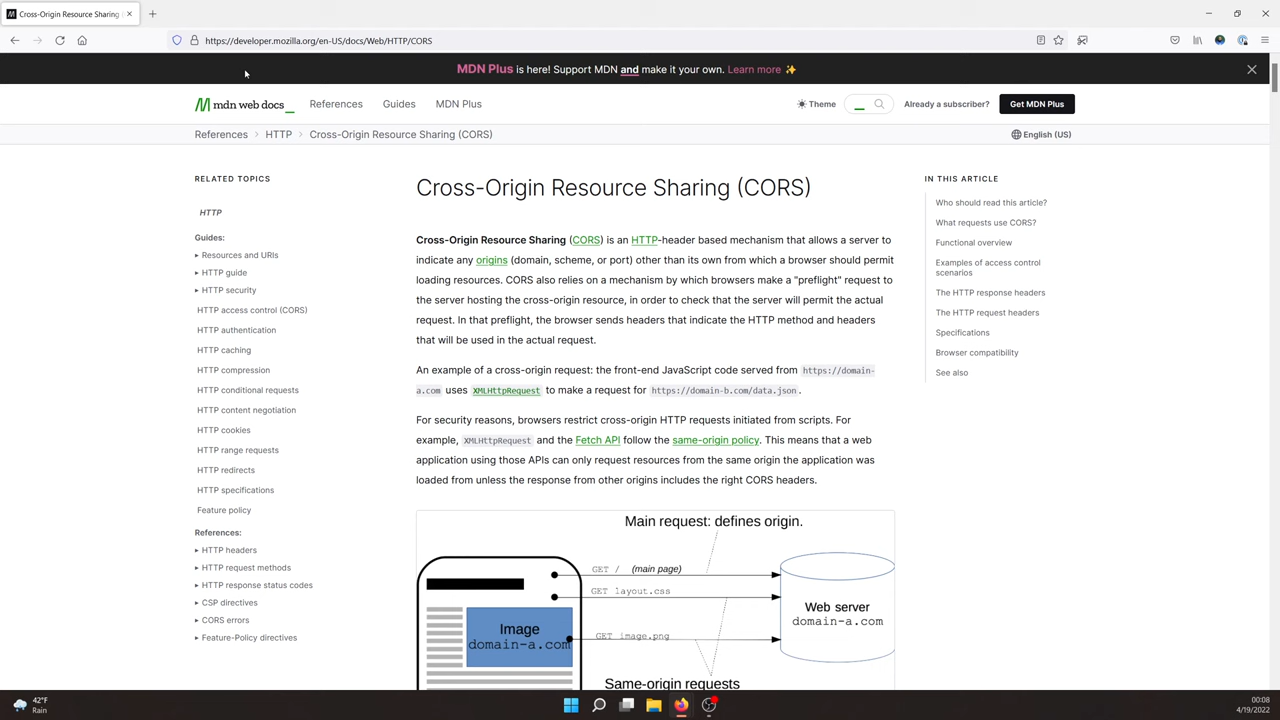 Cross-Origin Resource Sharing (
https://developer.mozilla.org/en-US/docs/Web/HTTP/CORS
MDN Plus is here! Support MDN and make it your own. Learn more ✨
mdn web docs_
References
Guides
MDN Plus
Theme
Already a subscriber?
Get MDN Plus
References > HTTP > Cross-Origin Resource Sharing (CORS)
English (US)
RELATED TOPICS
HTTP
Guides:
Resources and URIs
HTTP guide
HTTP security
HTTP access control (CORS)
HTTP authentication
HTTP caching
HTTP compression
HTTP conditional requests
HTTP content negotiation
HTTP cookies
HTTP range requests
HTTP redirects
HTTP specifications
Feature policy
References:
HTTP headers
HTTP request methods
HTTP response status codes
CSP directives
CORS errors
Feature-Policy directives
Cross-Origin Resource Sharing (CORS)
Cross-Origin Resource Sharing (CORS) is an HTTP-header based mechanism that allows a server to
indicate any origins (domain, scheme, or port) other than its own from which a browser should permit
loading resources. CORS also relies on a mechanism by which browsers make a "preflight" request to
the server hosting the cross-origin resource, in order to check that the server will permit the actual
request. In that preflight, the browser sends headers that indicate the HTTP method and headers
that will be used in the actual request.
An example of a cross-origin request: the front-end JavaScript code served from https://domain-
a.com uses XMLHttpRequest to make a request for https://domain-b.com/data.json.
For security reasons, browsers restrict cross-origin HTTP requests initiated from scripts. For
example, XMLHttpRequest and the Fetch API follow the same-origin policy. This means that a web
application using those APIs can only request resources from the same origin the application was
loaded from unless the response from other origins includes the right CORS headers.
Main request: defines origin.
GET / (main page)
GET layout.css
GET image.png
Image
domain-a.com
Web server
domain-a.com
Same-origin requests
IN THIS ARTICLE
Who should read this article?
What requests use CORS?
Functional overview
Examples of access control
scenarios
The HTTP response headers
The HTTP request headers
Specifications
Browser compatibility
See also
42°F
Rain
00:08
4/19/2022